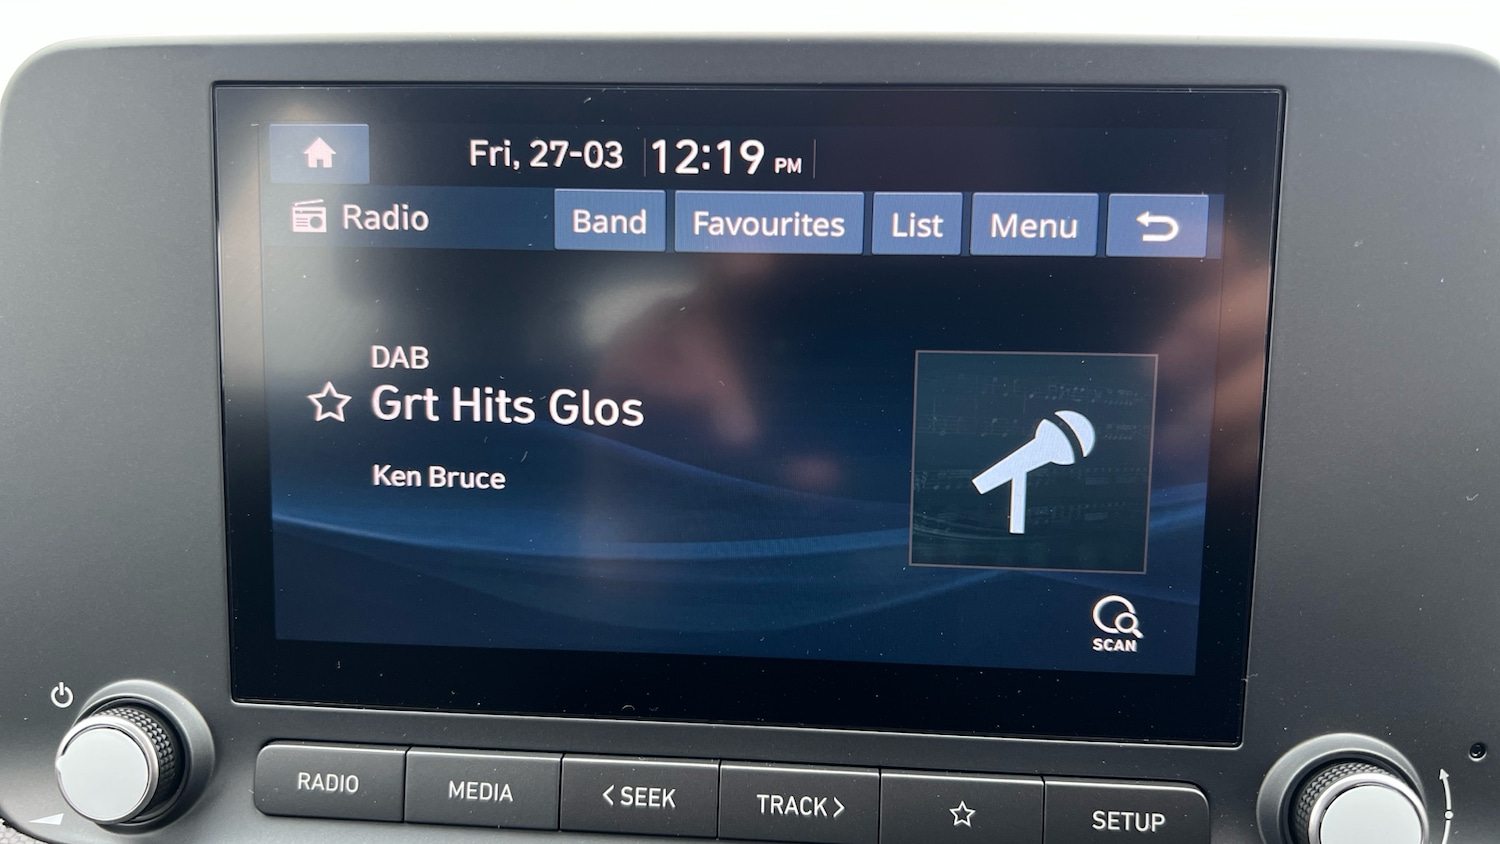 Fri, 27-03 12:19 PM
Radio Band Favourites List Menu
DAB
Grt Hits Glos
Ken Bruce
SCAN
RADIO MEDIA < SEEK TRACK > SETUP